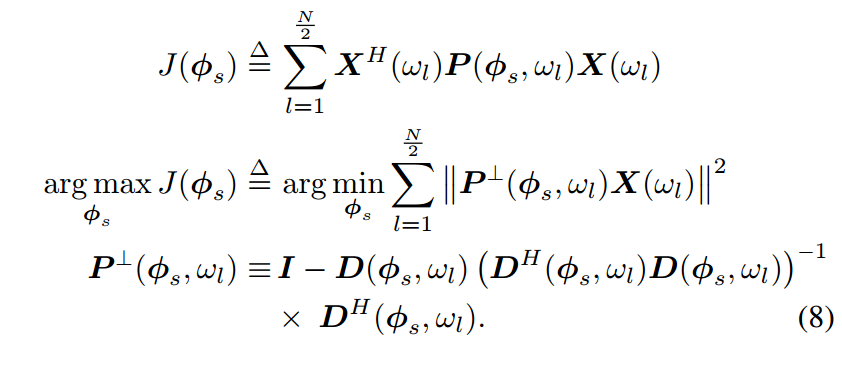 J(ϕ_s) ≜ ∑_{l=1}^{N/2} X^H(ω_l)P(ϕ_s, ω_l)X(ω_l)
arg max_{ϕ_s} J(ϕ_s) ≜ arg min_{ϕ_s} ∑_{l=1}^{N/2} ‖P^⊥(ϕ_s, ω_l)X(ω_l)‖^2
P^⊥(ϕ_s, ω_l) ≡ I − D(ϕ_s, ω_l) (D^H(ϕ_s, ω_l)D(ϕ_s, ω_l))^{−1}
× D^H(ϕ_s, ω_l). (8)